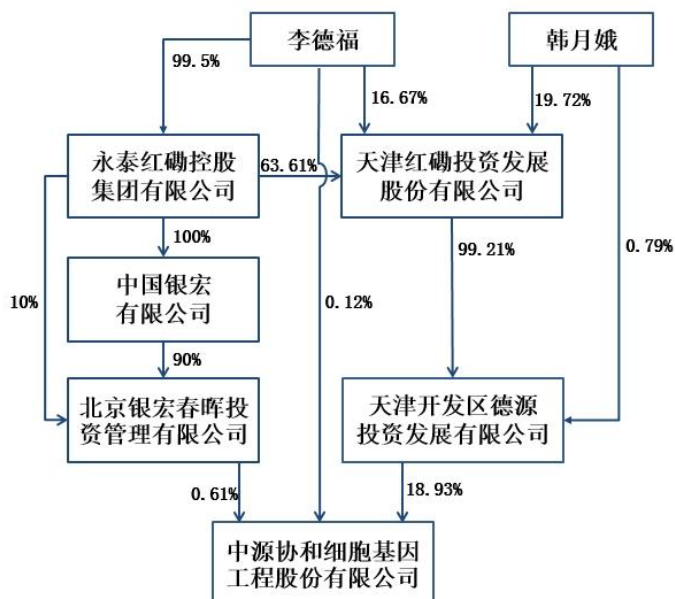 李德福
韩月娥
99.5%
16.67%
19.72%
永泰红磡控股
集团有限公司
63.61%
天津红磡投资发展
股份有限公司
100%
99.21%
0.79%
中国银宏
有限公司
10%
0.12%
90%
北京银宏春晖投
资管理有限公司
天津开发区德源
投资发展有限公司
0.61%
18.93%
中源协和细胞基因
工程股份有限公司